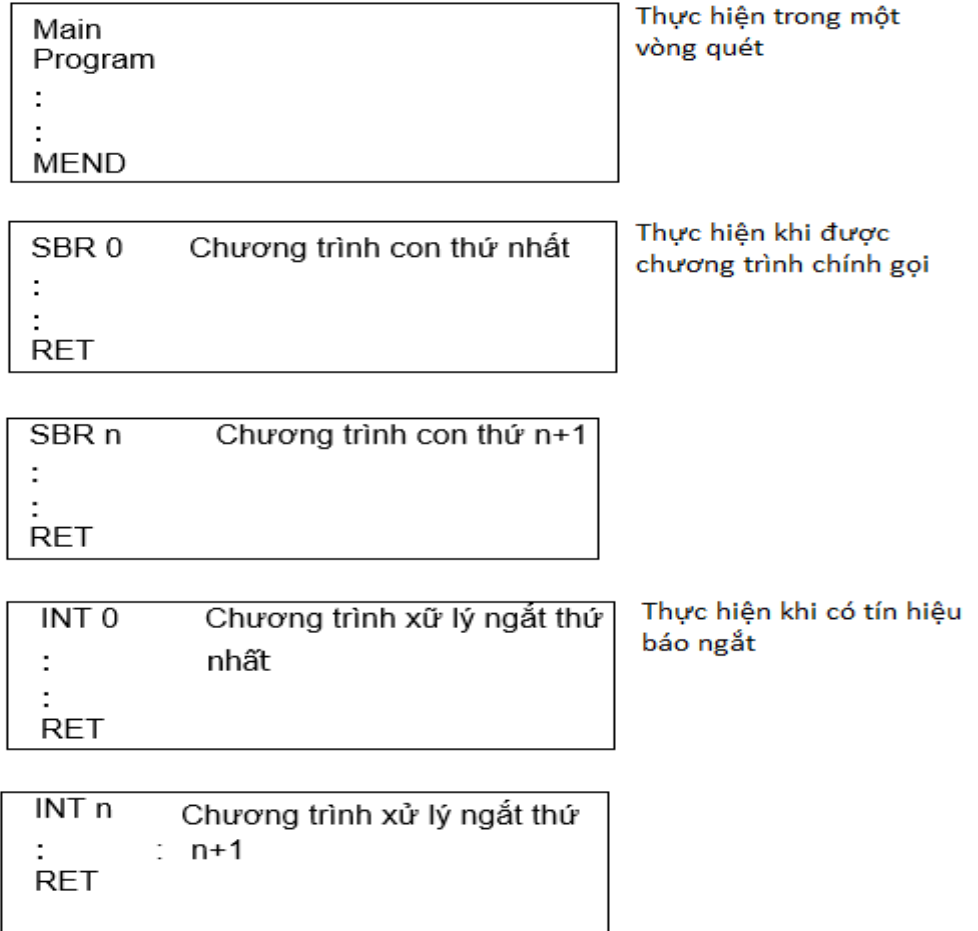 Main
Program
:
:
MEND
Thực hiện trong một
vòng quét
SBR 0 Chương trình con thứ nhất
:
:
RET
Thực hiện khi được
chương trình chính gọi
SBR n Chương trình con thứ n+1
:
:
RET
INT 0 Chương trình xữ lý ngắt thứ
: nhất
:
RET
Thực hiện khi có tín hiệu
báo ngắt
INT n Chương trình xử lý ngắt thứ
: : n+1
RET